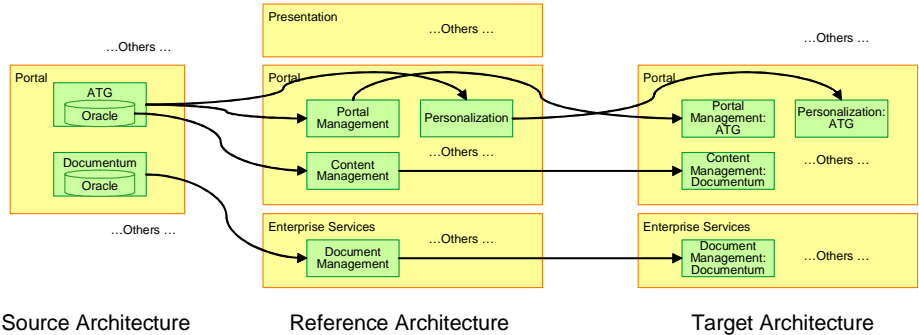 …Others …
Portal
ATG
Oracle
Documentum
Oracle
…Others …
Source Architecture
Presentation
…Others …
Portal
Portal
Management
Personalization
Content
Management
…Others …
Enterprise Services
Document
Management
…Others …
Reference Architecture
…Others …
Portal
Portal
Management:
ATG
Personalization:
ATG
Content
Management:
Documentum
…Others …
Enterprise Services
Document
Management:
Documentum
…Others …
Target Architecture